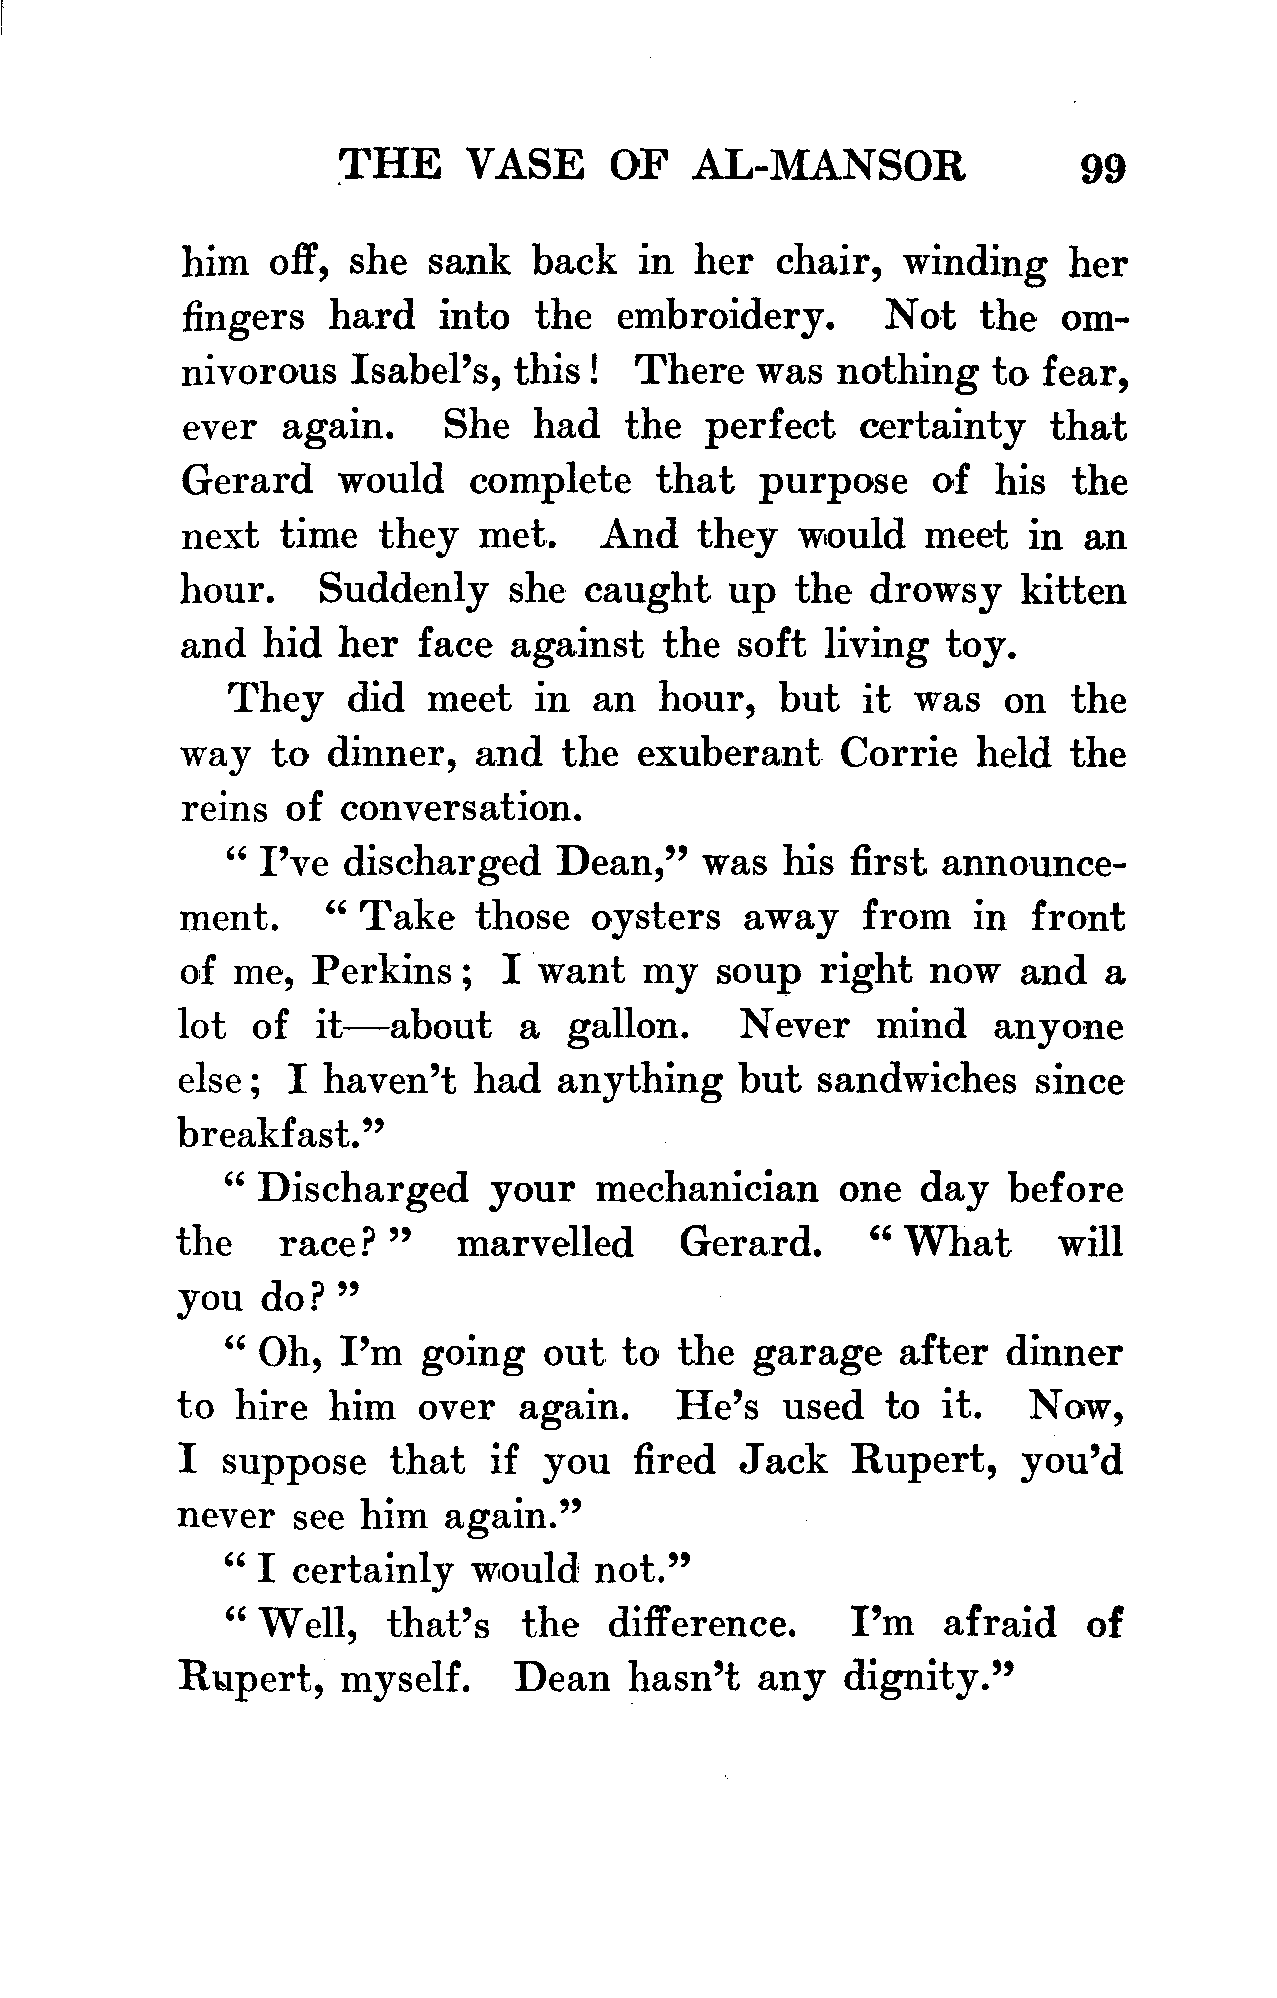 THE VASE OF AL-MANSOR 99
him off, she sank back in her chair, winding her
fingers hard into the embroidery. Not the om-
nivorous Isabel's, this! There was nothing to fear,
ever again. She had the perfect certainty that
Gerard would complete that purpose of his the
next time they met. And they would meet in an
hour. Suddenly she caught up the drowsy kitten
and hid her face against the soft living toy.
They did meet in an hour, but it was on the
way to dinner, and the exuberant Corrie held the
reins of conversation.
"I've discharged Dean," was his first announce-
ment. "Take those oysters away from in front
of me, Perkins; I want my soup right now and a
lot of it—about a gallon. Never mind anyone
else; I haven't had anything but sandwiches since
breakfast."
"Discharged your mechanician one day before
the race?" marvelled Gerard. "What will
you do?"
"Oh, I'm going out to the garage after dinner
to hire him over again. He's used to it. Now,
I suppose that if you fired Jack Rupert, you'd
never see him again."
"I certainly would not."
"Well, that's the difference. I'm afraid of
Rupert, myself. Dean hasn't any dignity."